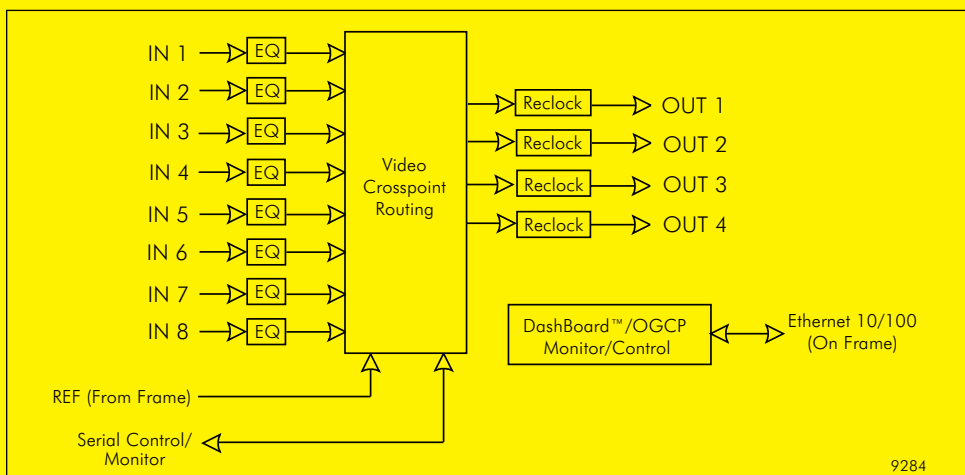 IN 1
EQ
IN 2
EQ
IN 3
EQ
IN 4
EQ
IN 5
EQ
IN 6
EQ
IN 7
EQ
IN 8
EQ
Video
Crosspoint
Routing
Reclock
OUT 1
Reclock
OUT 2
Reclock
OUT 3
Reclock
OUT 4
DashBoard™/OGCP
Monitor/Control
Ethernet 10/100
(On Frame)
REF (From Frame)
Serial Control/
Monitor
9284